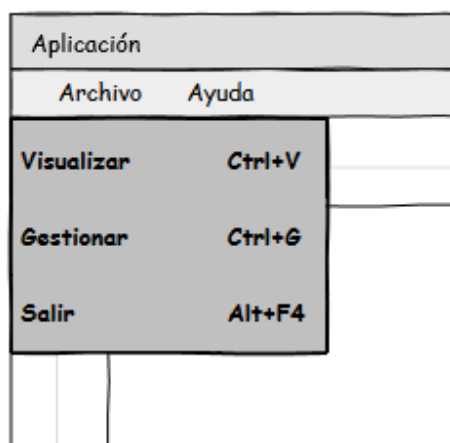 Aplicación
Archivo Ayuda
Visualizar Ctrl+V
Gestionar Ctrl+G
Salir Alt+F4